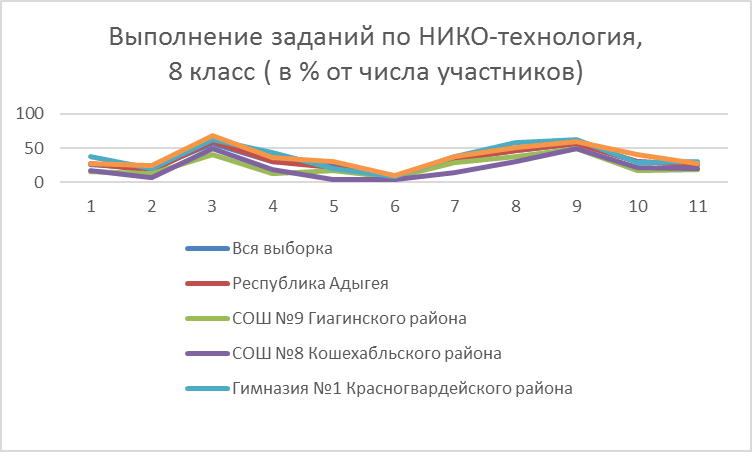 Выполнение заданий по НИКО-технология,
8 класс ( в % от числа участников)
100
50
0
1 2 3 4 5 6 7 8 9 10 11
Вся выборка
Республика Адыгея
СОШ №9 Гиагинского района
СОШ №8 Кошехабльского района
Гимназия №1 Красногвардейского района